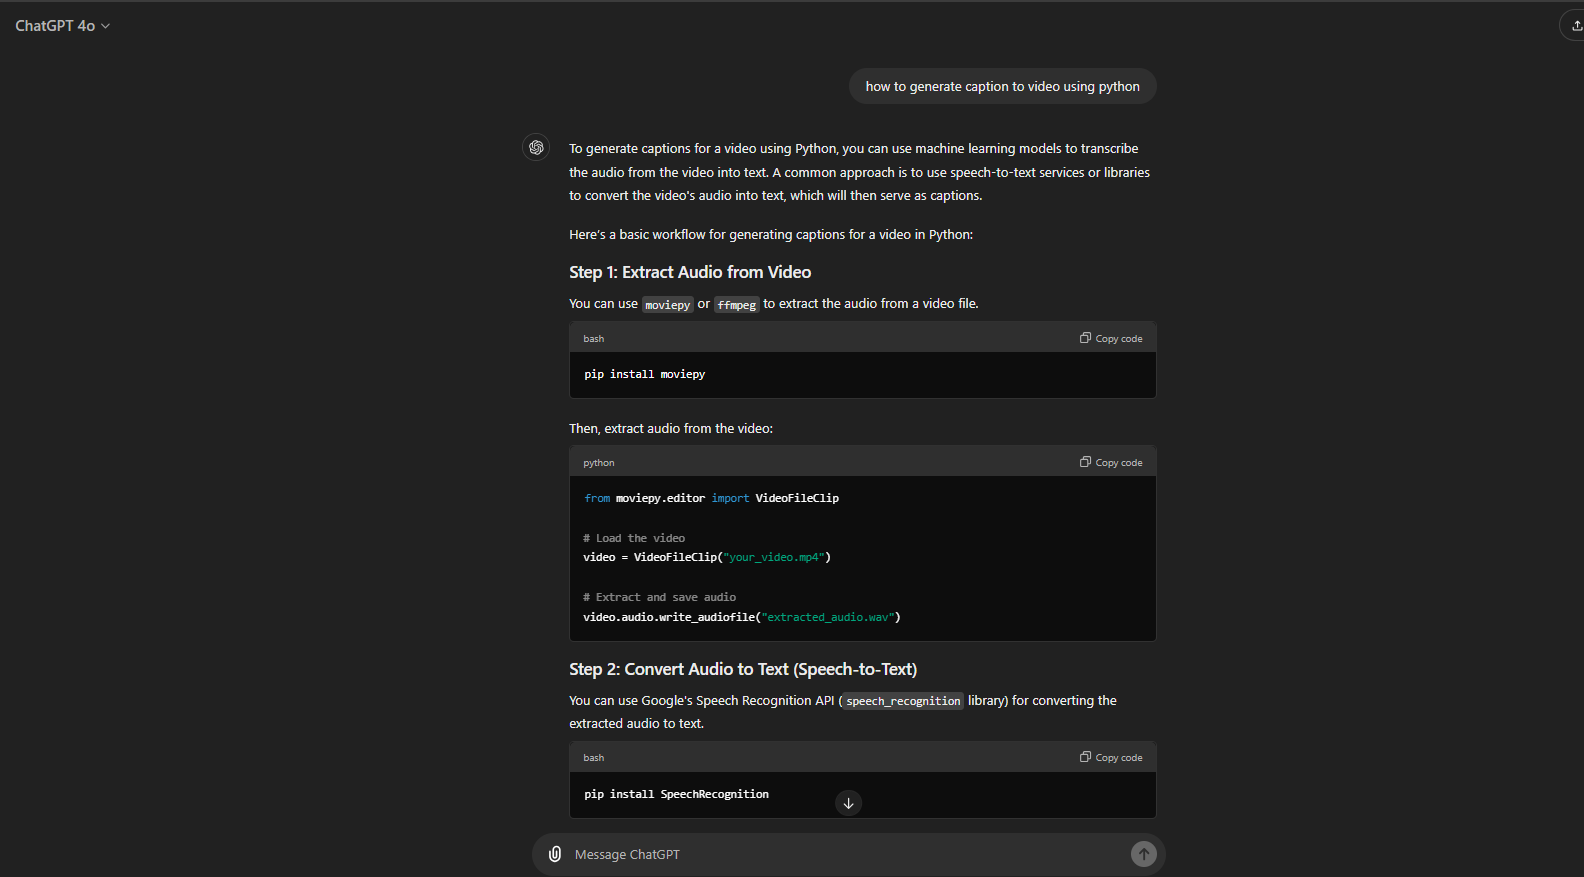 ChatGPT 4o
how to generate caption to video using python
To generate captions for a video using Python, you can use machine learning models to transcribe
the audio from the video into text. A common approach is to use speech-to-text services or libraries
to convert the video's audio into text, which will then serve as captions.
Here's a basic workflow for generating captions for a video in Python:
Step 1: Extract Audio from Video
You can use moviepy or ffmpeg to extract the audio from a video file.
bash Copy code
pip install moviepy
Then, extract audio from the video:
python Copy code
from moviepy.editor import VideoFileClip
# Load the video
video = VideoFileClip("your_video.mp4")
# Extract and save audio
video.audio.write_audiofile("extracted_audio.wav")
Step 2: Convert Audio to Text (Speech-to-Text)
You can use Google's Speech Recognition API (speech_recognition library) for converting the
extracted audio to text.
bash Copy code
pip install SpeechRecognition
Message ChatGPT